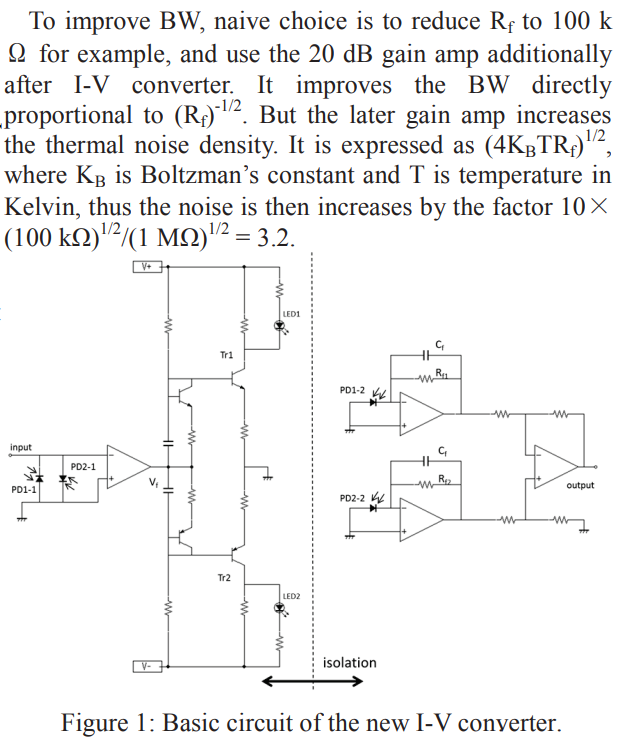 To improve BW, naive choice is to reduce Rf to 100 k
Ω for example, and use the 20 dB gain amp additionally
after I-V converter. It improves the BW directly
proportional to (Rf)-1/2. But the later gain amp increases
the thermal noise density. It is expressed as (4KBTRf)1/2,
where KB is Boltzman’s constant and T is temperature in
Kelvin, thus the noise is then increases by the factor 10×
(100 kΩ)1/2/(1 MΩ)1/2 = 3.2.
V+
LED1
Tr1
Cf
Rf1
PD1-2
-
+
input
PD2-1
PD1-1
-
+
Vf
Cf
Rf2
PD2-2
-
+
-
+
output
Tr2
LED2
V-
isolation
Figure 1: Basic circuit of the new I-V converter.